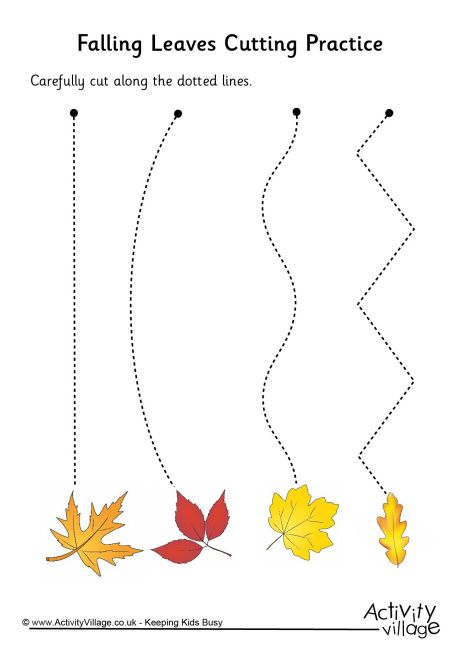 Falling Leaves Cutting Practice
Carefully cut along the dotted lines.
© www.ActivityVillage.co.uk - Keeping Kids Busy
Activity
village